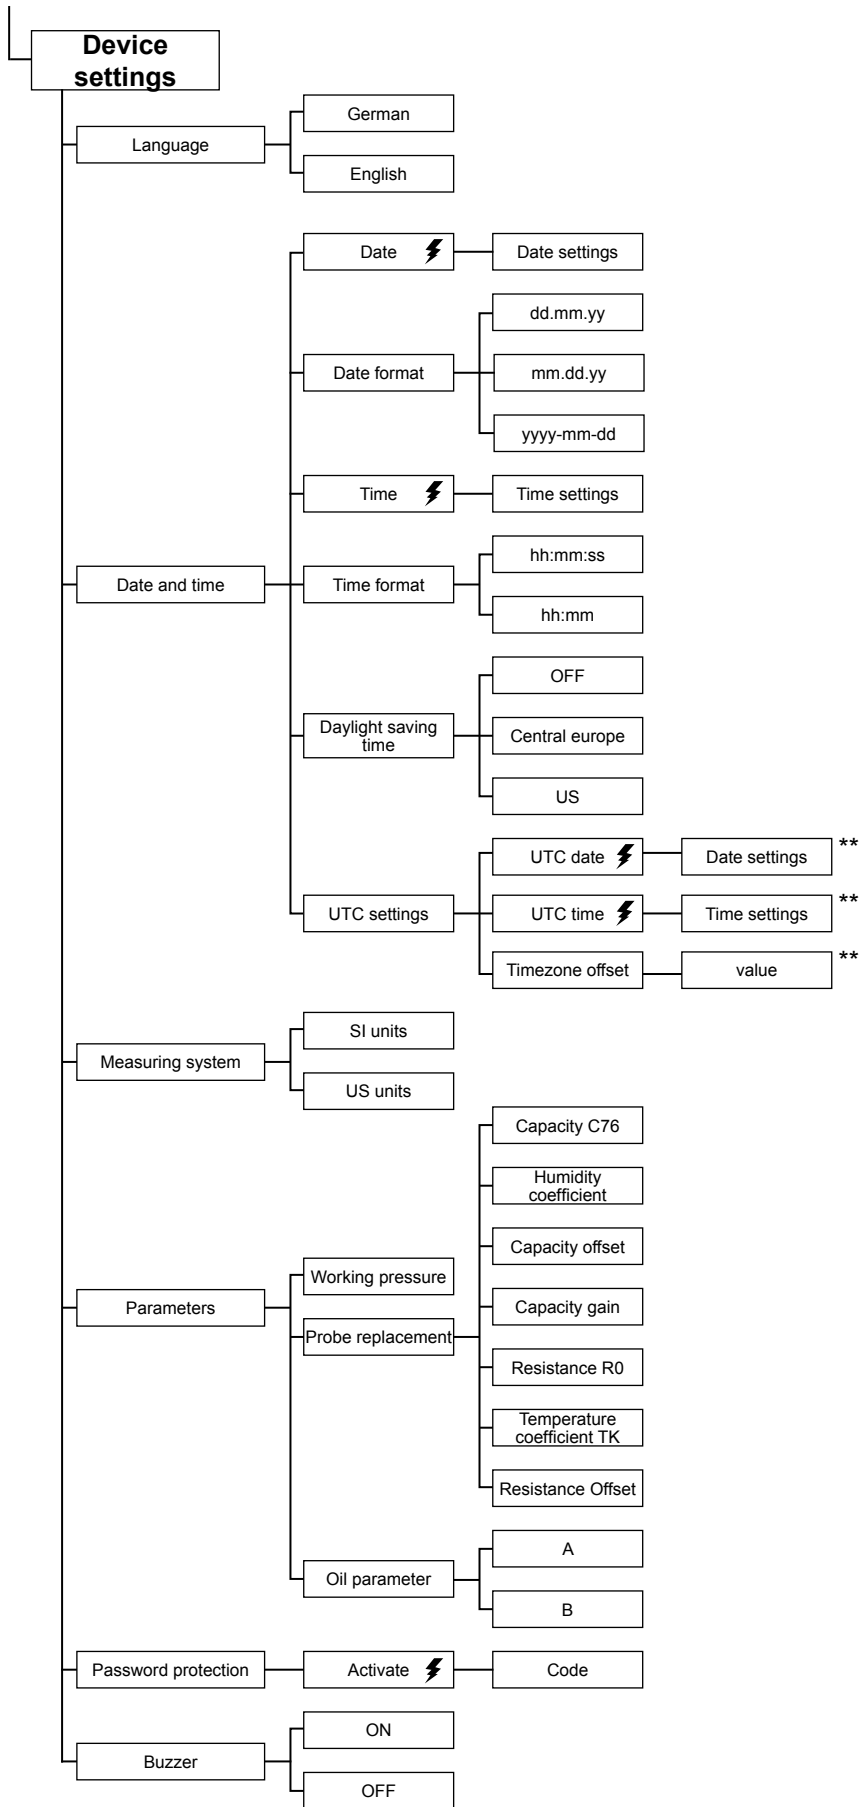 Device
settings
Language
German
English
Date and time
Date
Date settings
Date format
dd.mm.yy
mm.dd.yy
yyyy-mm-dd
Time
Time settings
Time format
hh:mm:ss
hh:mm
Daylight saving
time
OFF
Central europe
US
UTC settings
UTC date
Date settings
**
UTC time
Time settings
**
Timezone offset
value
**
Measuring system
SI units
US units
Parameters
Working pressure
Probe replacement
Capacity C76
Humidity
coefficient
Capacity offset
Capacity gain
Resistance R0
Temperature
coefficient TK
Resistance Offset
Oil parameter
A
B
Password protection
Activate
Code
Buzzer
ON
OFF